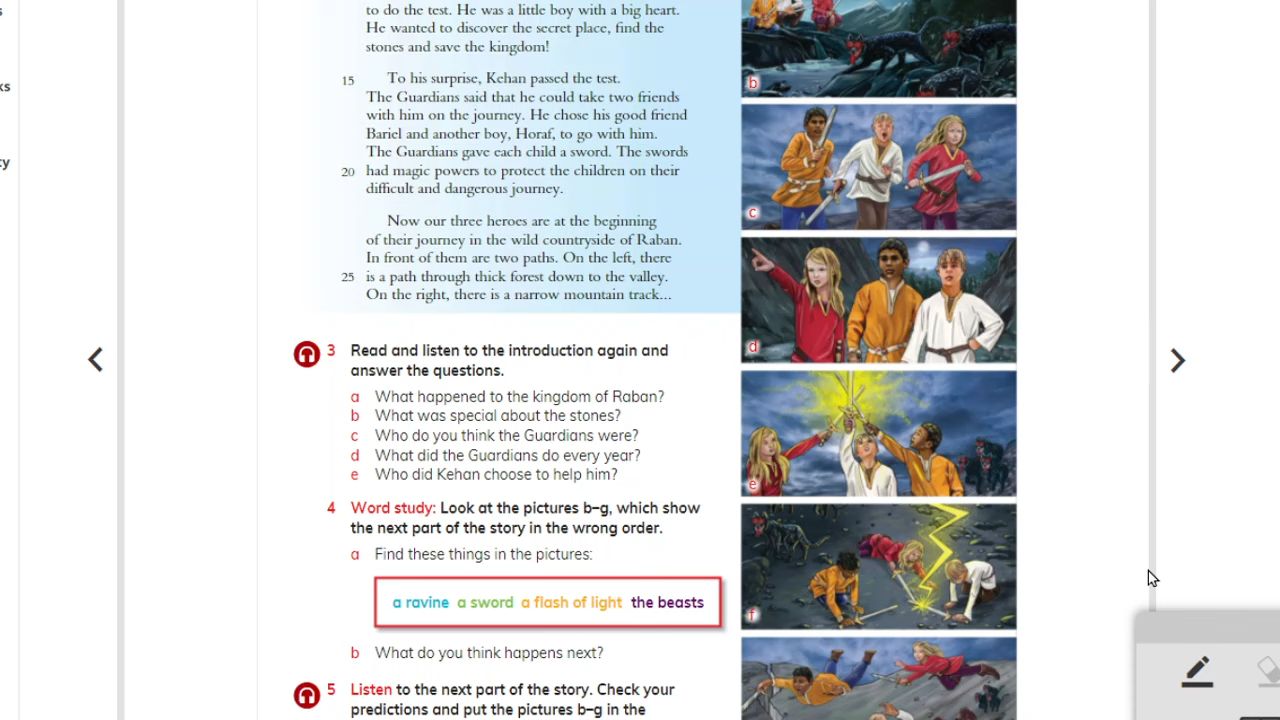 to do the test. He was a little boy with a big heart.
He wanted to discover the secret place, find the
stones and save the kingdom!
15 To his surprise, Kehan passed the test.
The Guardians said that he could take two friends
with him on the journey. He chose his good friend
Bariel and another boy, Horaf, to go with him.
The Guardians gave each child a sword. The swords
20 had magic powers to protect the children on their
difficult and dangerous journey.
Now our three heroes are at the beginning
of their journey in the wild countryside of Raban.
In front of them are two paths. On the left, there
25 is a path through thick forest down to the valley.
On the right, there is a narrow mountain track...
3 Read and listen to the introduction again and
answer the questions.
a What happened to the kingdom of Raban?
b What was special about the stones?
c Who do you think the Guardians were?
d What did the Guardians do every year?
e Who did Kehan choose to help him?
4 Word study: Look at the pictures b–g, which show
the next part of the story in the wrong order.
a Find these things in the pictures:
a ravine a sword a flash of light the beasts
b What do you think happens next?
5 Listen to the next part of the story. Check your
predictions and put the pictures b–g in the
b
c
d
e
f